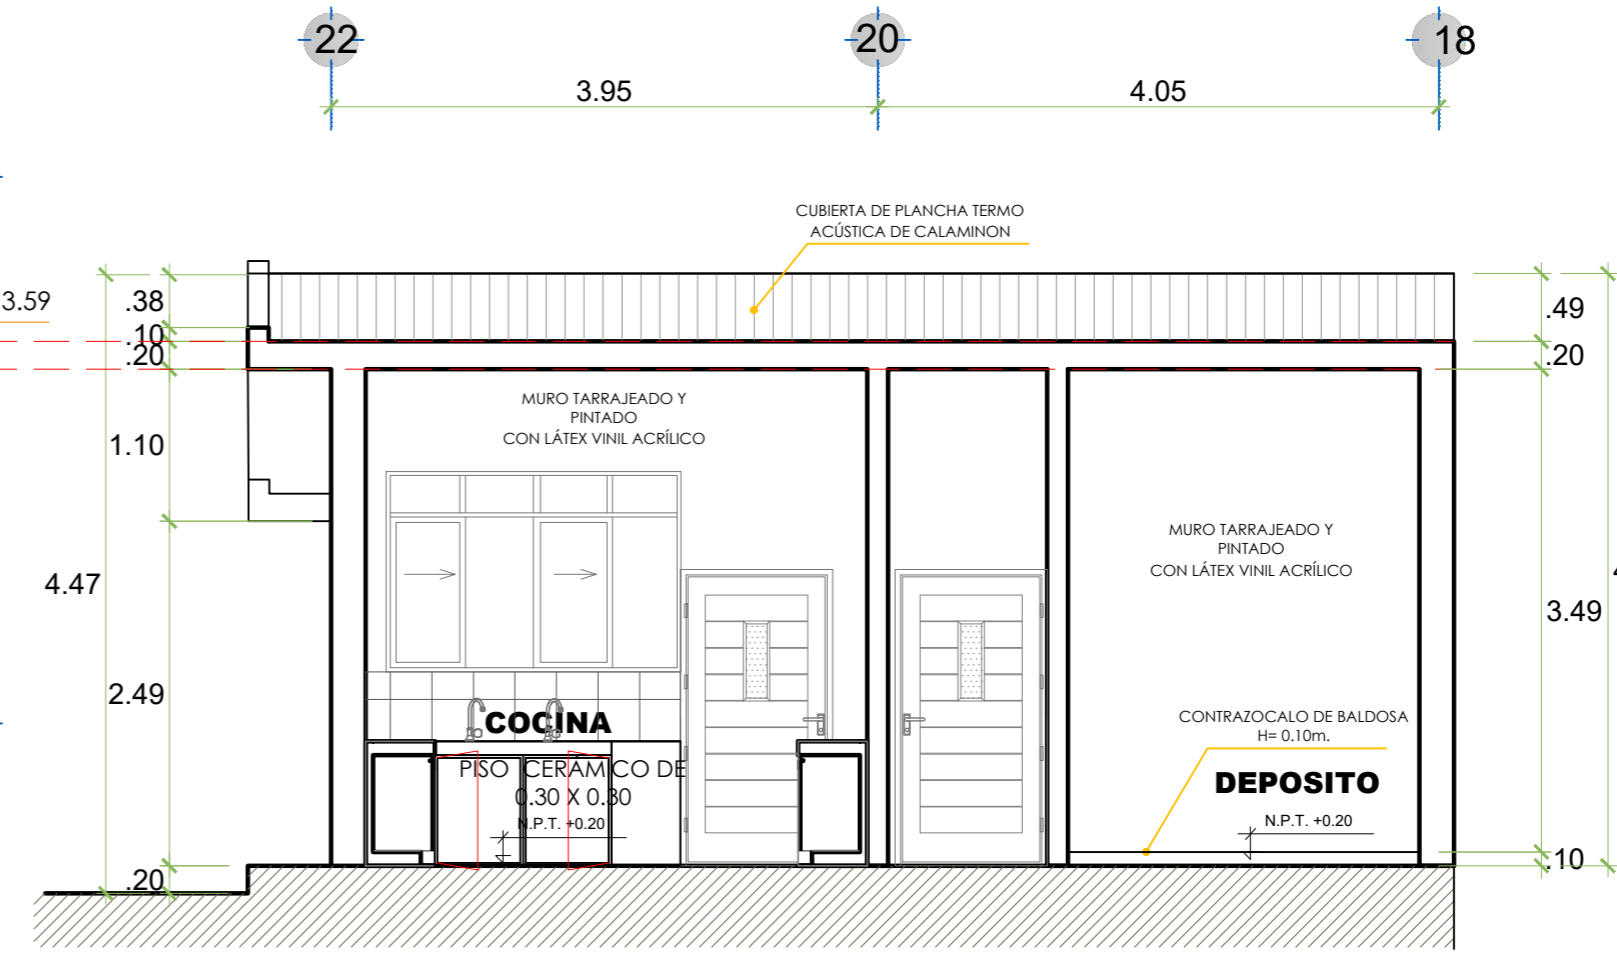 22
20
18
3.95
4.05
CUBIERTA DE PLANCHA TERMO
ACÚSTICA DE CALAMINON
3.59
.38
.10
.20
1.10
4.47
2.49
.20
.49
.20
3.49
.10
MURO TARRAJEADO Y
PINTADO
CON LÁTEX VINIL ACRÍLICO
MURO TARRAJEADO Y
PINTADO
CON LÁTEX VINIL ACRÍLICO
COCINA
PISO CERAMICO DE
0.30 X 0.30
N.P.T. +0.20
CONTRAZOCALO DE BALDOSA
H= 0.10m.
DEPOSITO
N.P.T. +0.20